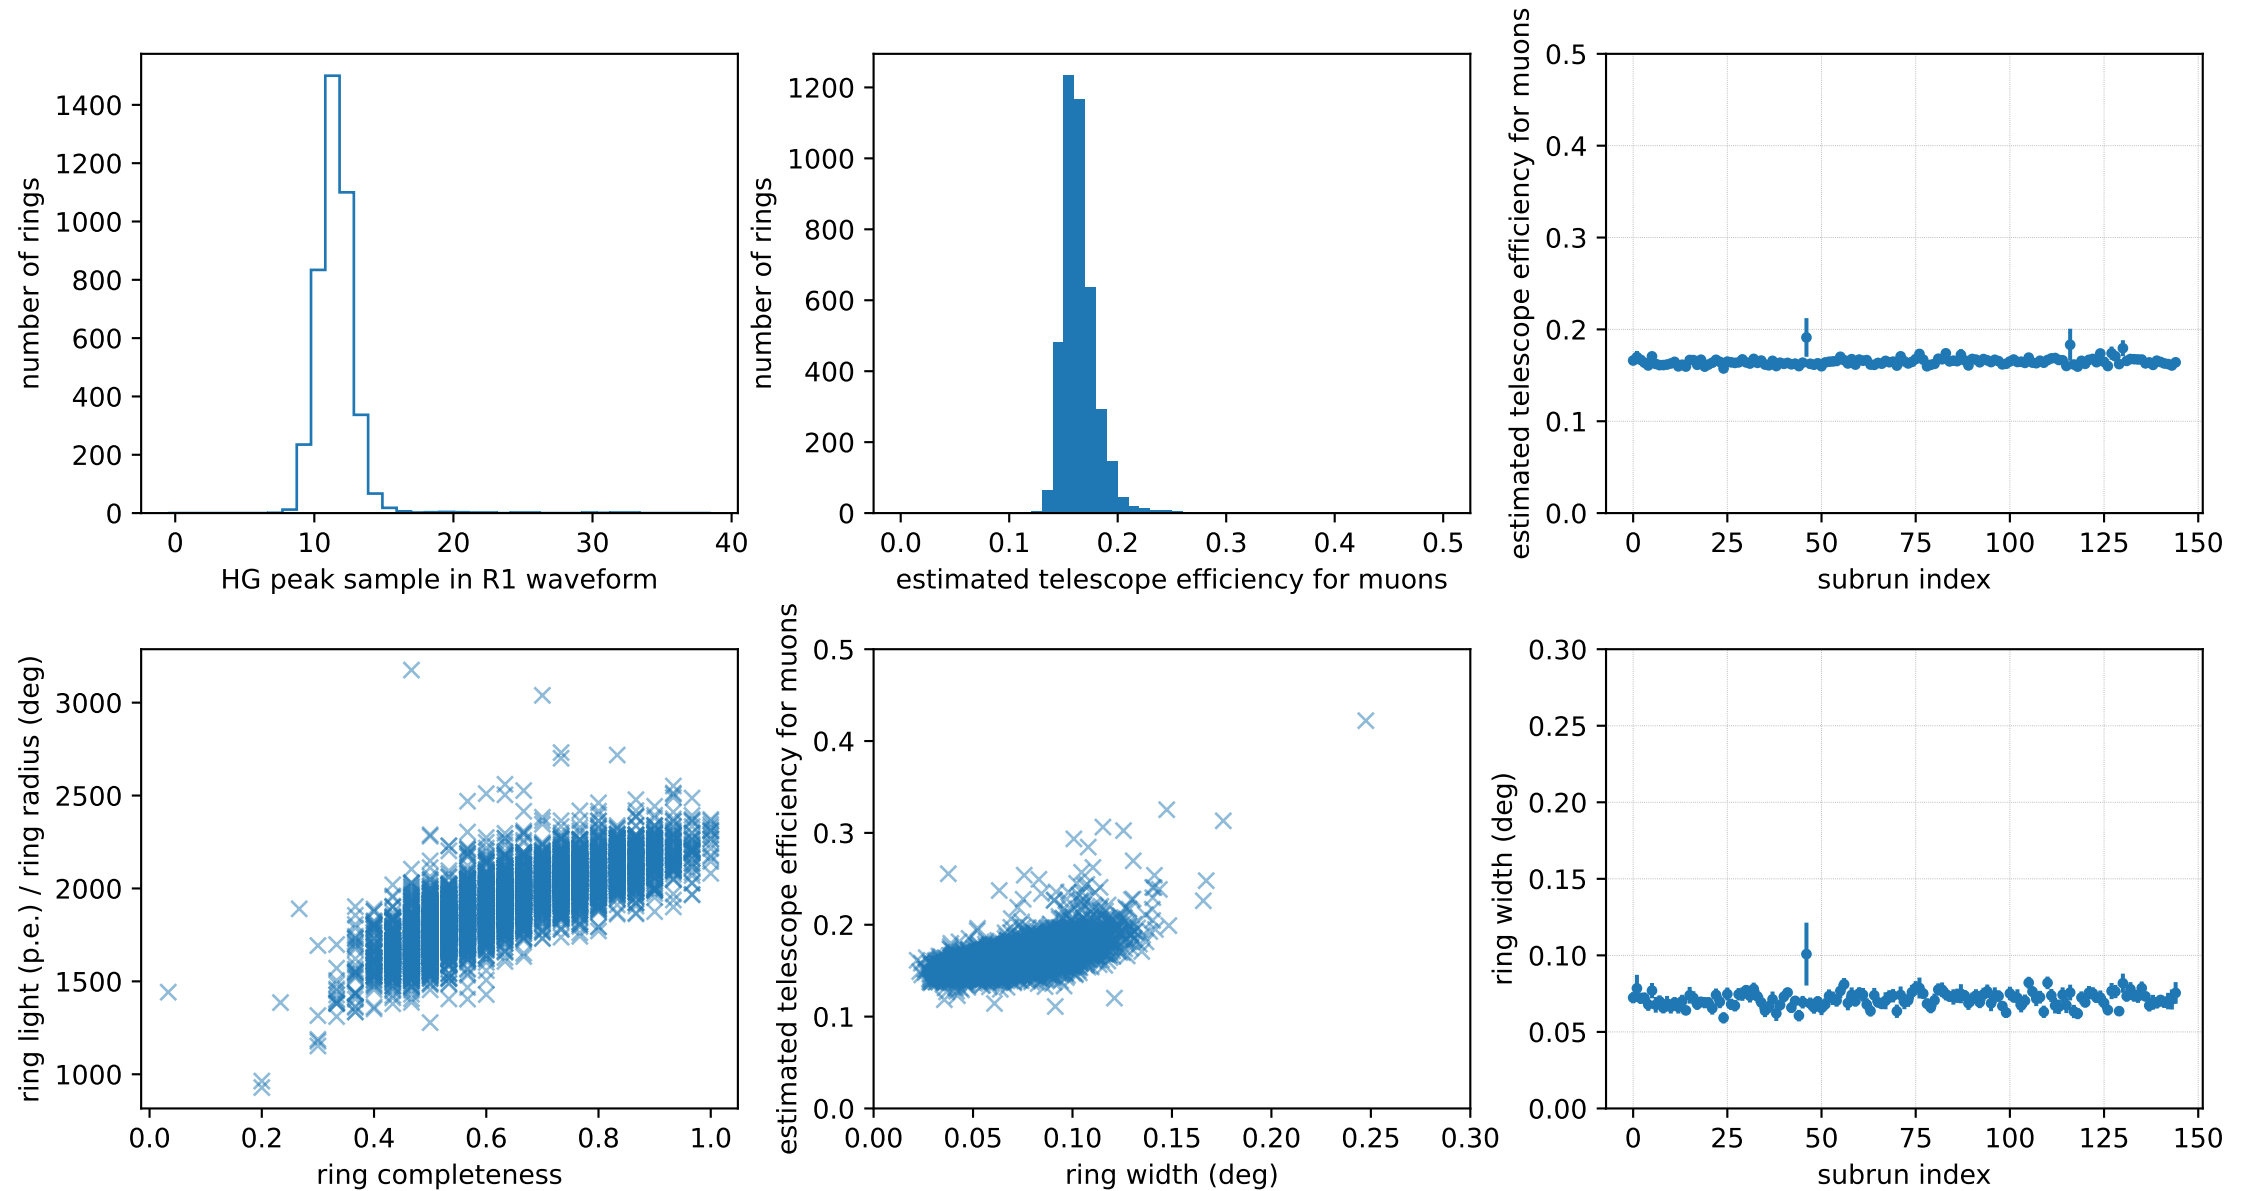 number of rings
1400
1200
1000
800
600
400
200
0
0 10 20 30 40
HG peak sample in R1 waveform
number of rings
1200
1000
800
600
400
200
0
0.0 0.1 0.2 0.3 0.4 0.5
estimated telescope efficiency for muons
estimated telescope efficiency for muons
0.5
0.4
0.3
0.2
0.1
0.0
0 25 50 75 100 125 150
subrun index
ring light (p.e.) / ring radius (deg)
3000
2500
2000
1500
1000
0.0 0.2 0.4 0.6 0.8 1.0
ring completeness
estimated telescope efficiency for muons
0.5
0.4
0.3
0.2
0.1
0.0
0.00 0.05 0.10 0.15 0.20 0.25 0.30
ring width (deg)
ring width (deg)
0.30
0.25
0.20
0.15
0.10
0.05
0.00
0 25 50 75 100 125 150
subrun index